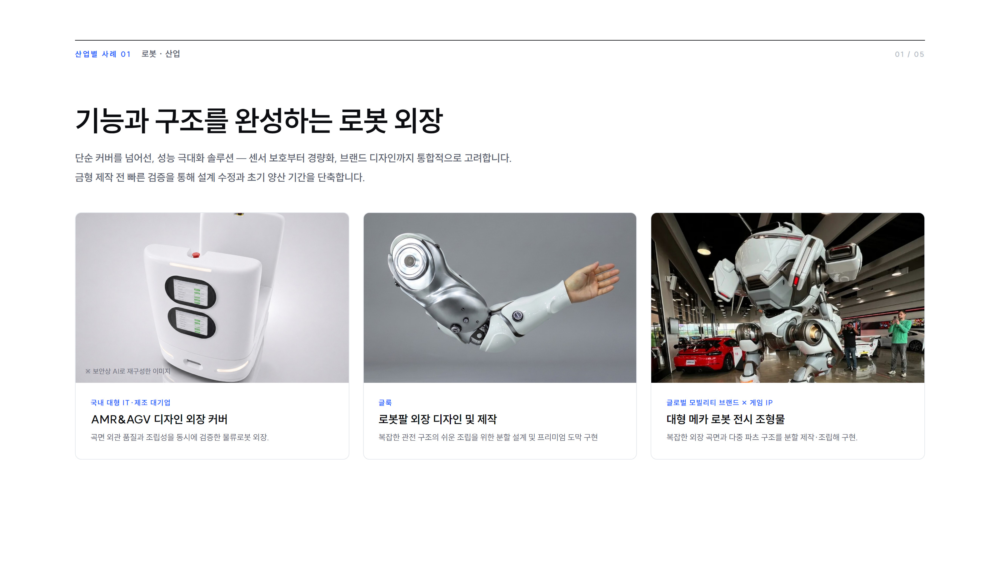 산업별 사례 01 로봇 · 산업
01 / 05
기능과 구조를 완성하는 로봇 외장
단순 커버를 넘어선, 성능 극대화 솔루션 — 센서 보호부터 경량화, 브랜드 디자인까지 통합적으로 고려합니다.
금형 제작 전 빠른 검증을 통해 설계 수정과 초기 양산 기간을 단축합니다.
※ 보안상 AI로 재구성한 이미지
18
국내 대형 IT·제조 대기업
AMR&AGV 디자인 외장 커버
곡면 외관 품질과 조립성을 동시에 검증한 물류로봇 외장.
글룩
로봇팔 외장 디자인 및 제작
복잡한 관전 구조의 쉬운 조립을 위한 분할 설계 및 프리미엄 도막 구현
글로벌 모빌리티 브랜드 × 게임 IP
대형 메카 로봇 전시 조형물
복잡한 외장 곡면과 다중 파츠 구조를 분할 제작·조립해 구현.